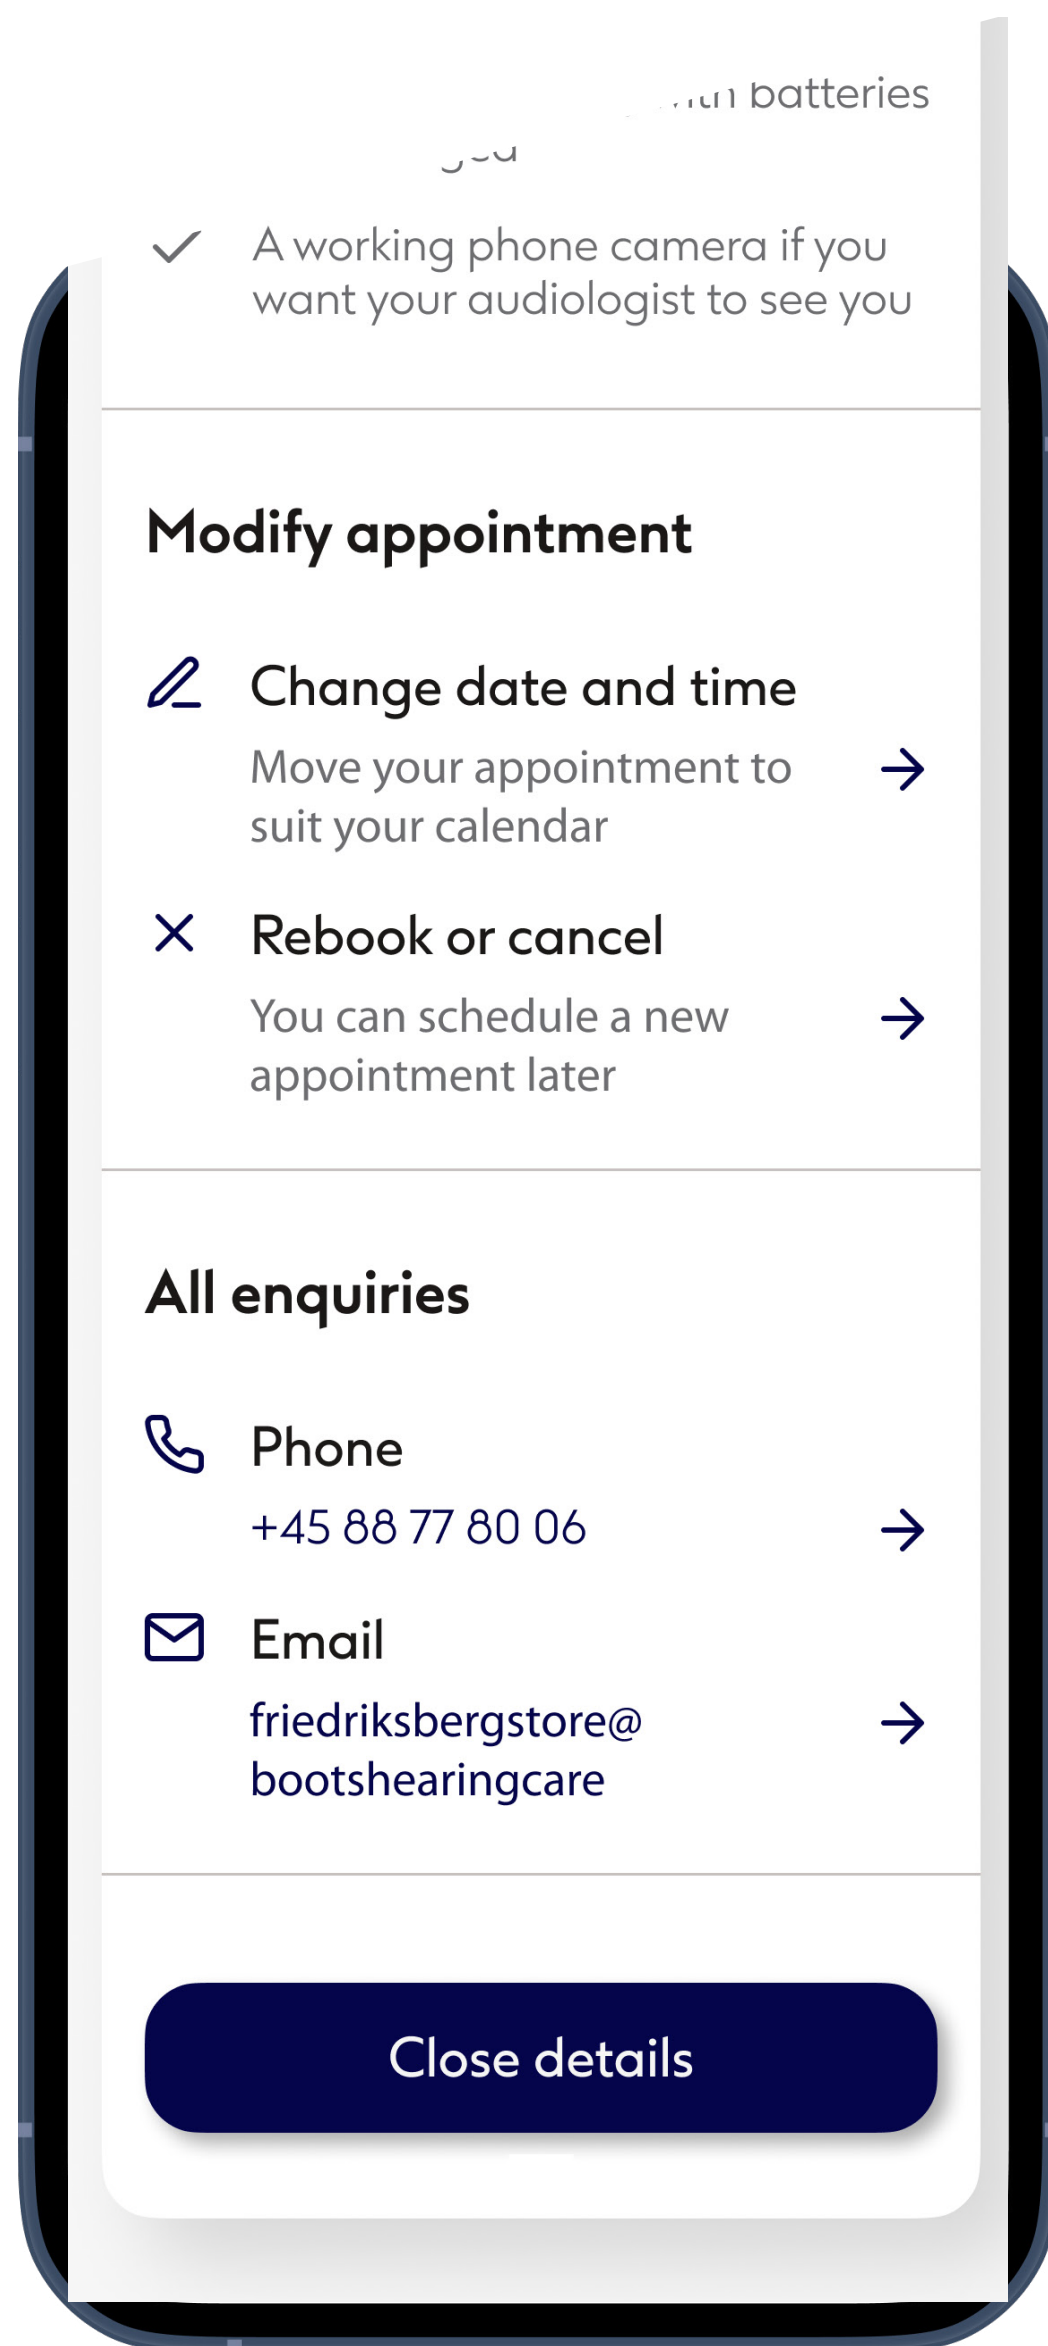 batteries
A working phone camera if you
want your audiologist to see you
Modify appointment
Change date and time
Move your appointment to
suit your calendar
Rebook or cancel
You can schedule a new
appointment later
All enquiries
Phone
+45 88 77 80 06
Email
friedriksbergstore@
bootshearingcare
Close details